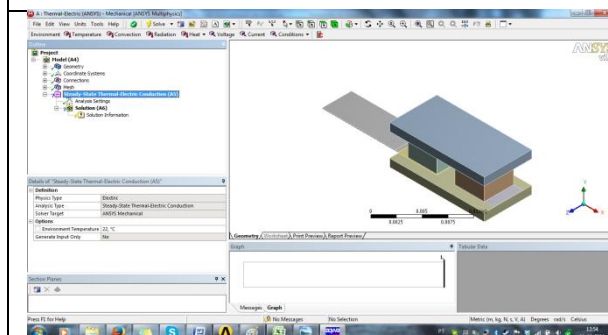 A : Thermal-Electric (ANSYS) - Mechanical [ANSYS Multiphysics]
File Edit View Units Tools Help Solve
Environment Temperature Convection Radiation Heat Voltage Current Conditions
Outline
Project
Model (A4)
Geometry
Coordinate Systems
Connections
Mesh
Steady-State Thermal-Electric Conduction (A5)
Analysis Settings
Solution (A6)
Solution Information
ANSYS
Details of "Steady-State Thermal-Electric Conduction (A5)"
Definition
Physics Type Electric
Analysis Type Steady-State Thermal-Electric Conduction
Solver Target ANSYS Mechanical
Options
Environment Temperature 22, °C
Generate Input Only No
0 0.005
0.0025 0.0075
Geometry Worksheet Print Preview Report Preview
Graph
Tabular Data
Section Planes
Messages Graph
Press F1 for Help
No Messages No Selection Metric (m, kg, N, s, V, A) Degrees rad/s Celsius
PT 12:54